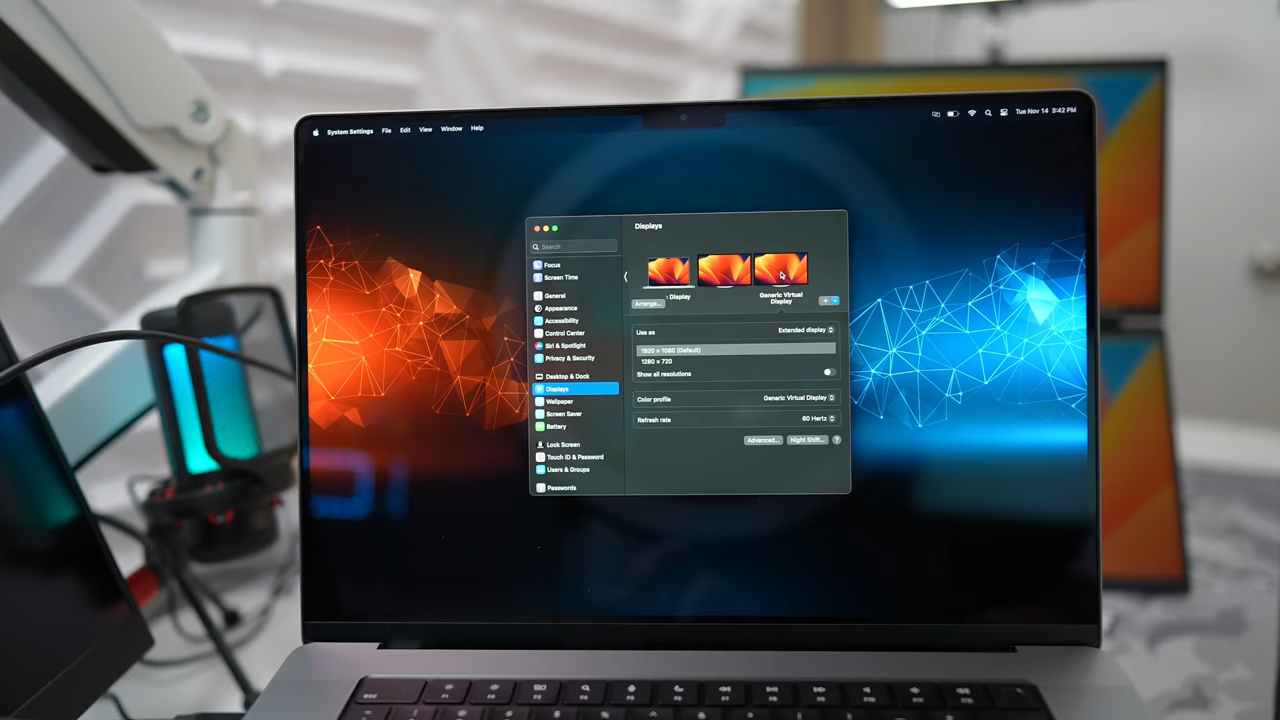 System Settings File Edit View Window Help
Tue Nov 14 3:42 PM
Search
Focus
Screen Time
General
Appearance
Accessibility
Control Center
Siri & Spotlight
Privacy & Security
Desktop & Dock
Displays
Wallpaper
Screen Saver
Battery
Lock Screen
Touch ID & Password
Users & Groups
Passwords
Displays
Display
Generic Virtual
Display
Arrange...
Use as Extended display
1920 x 1080 (Default)
1280 x 720
Show all resolutions
Color profile Generic Virtual Display
Refresh rate 60 Hertz
Advanced... Night Shift... ?
esc